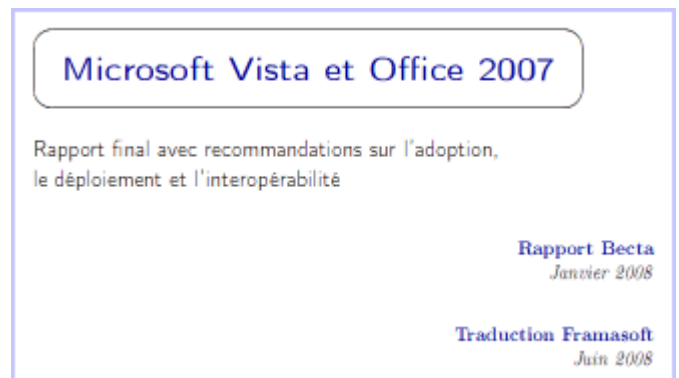 Microsoft Vista et Office 2007
Rapport final avec recommandations sur l'adoption,
le déploiement et l'interopérabilité
Rapport Becta
Janvier 2008
Traduction Framasoft
Juin 2008